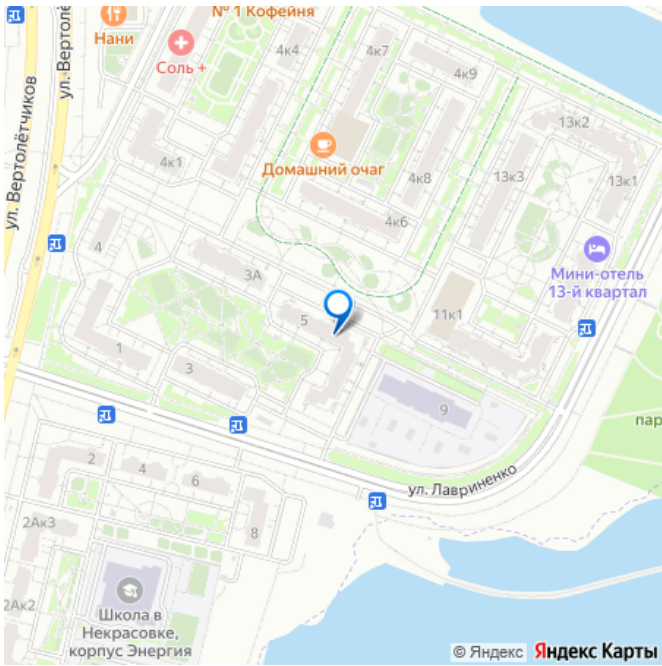 № 1 Кофейня
Нани
Соль +
ул. Вертолётчиков
ул. Верто
4к4
4к7
4к9
13к2
4к1
Домашний очаг
4к8
13к3
13к1
4к6
4
3А
Мини-отель
13-й квартал
5
11к1
1
3
9
пар
ул. Лавриненко
2
4
6
8
2Ак3
2Ак2
Школа в
Некрасовке,
корпус Энергия
© Яндекс Яндекс Карты